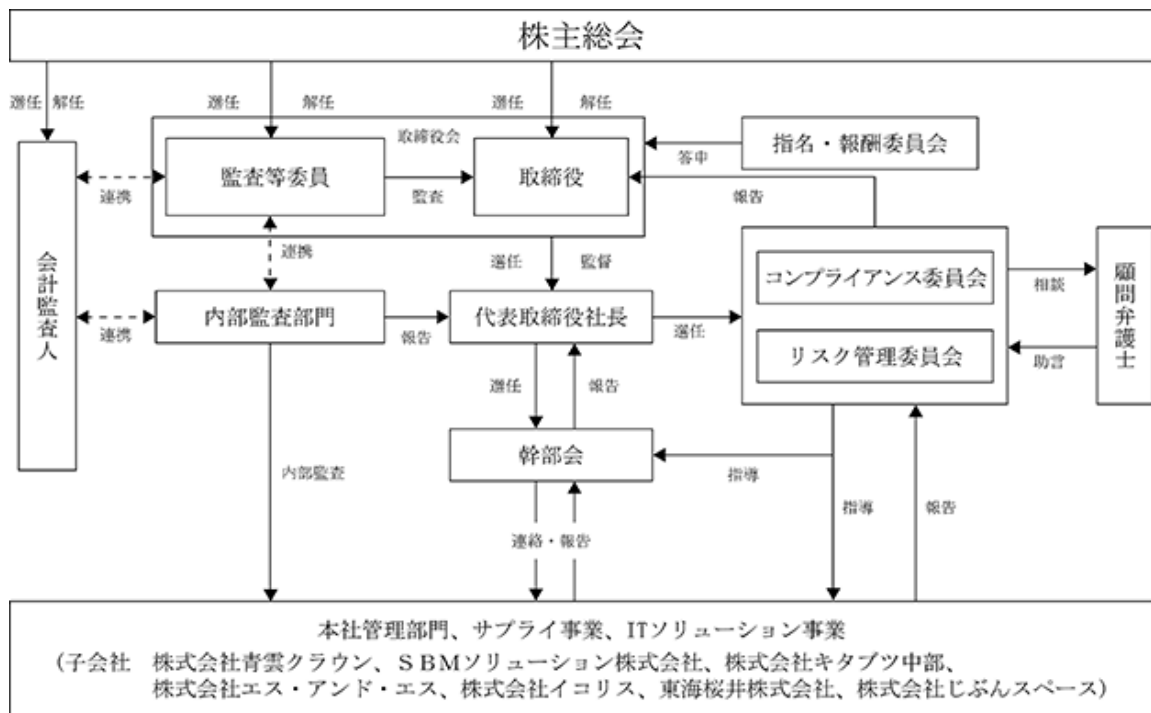 株主総会
選任 解任
選任 解任
選任 解任
取締役会
監査等委員
監査
取締役
答申
指名・報酬委員会
連携
報告
連携
選任 監督
会計監査人
連携
内部監査部門
報告
代表取締役社長
選任
コンプライアンス委員会
リスク管理委員会
相談
助言
顧問弁護士
選任 報告
幹部会
指導
内部監査
連絡・報告
指導
報告
本社管理部門、サプライ事業、ITソリューション事業
（子会社 株式会社青雲クラウン、ＳＢＭソリューション株式会社、株式会社キタブツ中部、
株式会社エス・アンド・エス、株式会社イコリス、東海桜井株式会社、株式会社じぶんスペース）